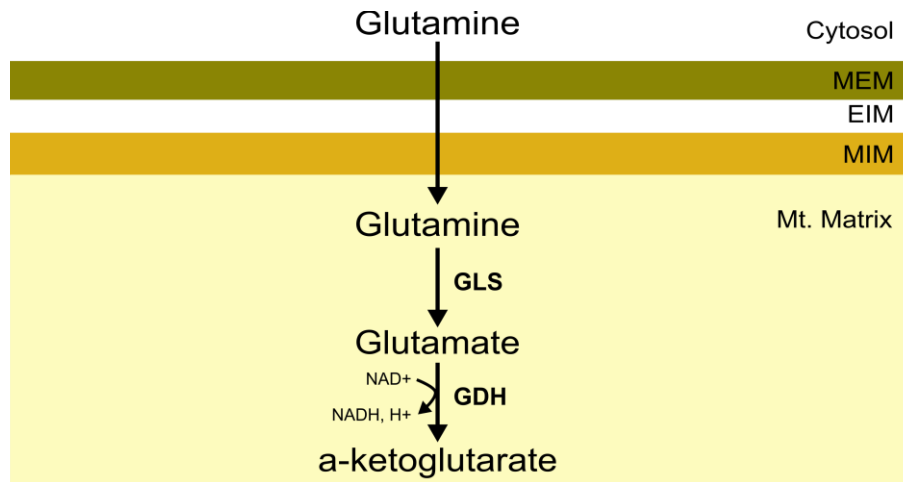 Glutamine
Cytosol
MEM
EIM
MIM
Glutamine
Mt. Matrix
GLS
Glutamate
NAD+
GDH
NADH, H+
a-ketoglutarate